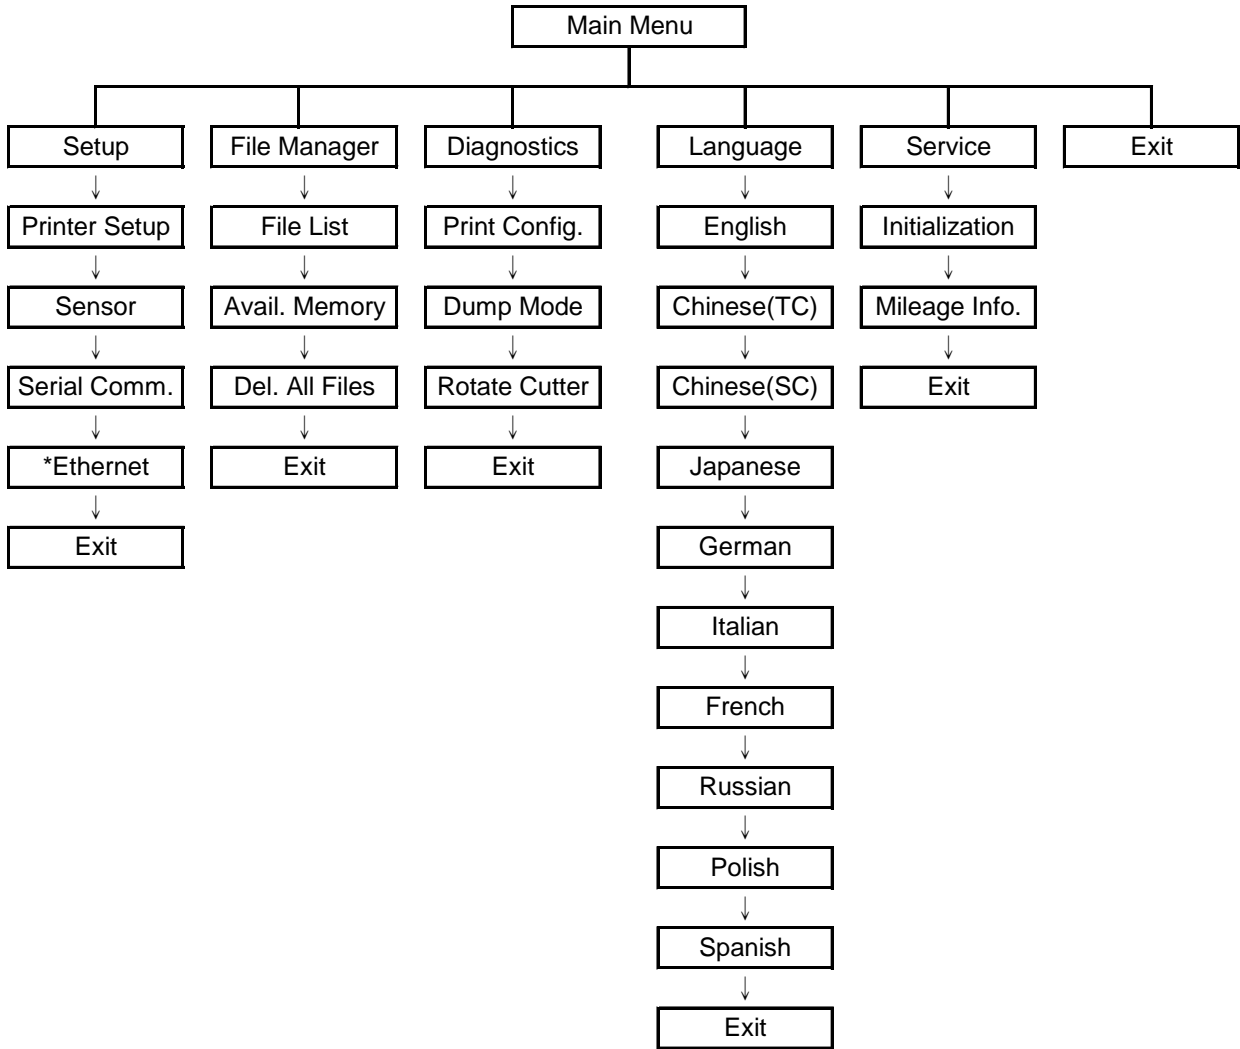 Main Menu
Setup
File Manager
Diagnostics
Language
Service
Exit
Printer Setup
File List
Print Config.
English
Initialization
Sensor
Avail. Memory
Dump Mode
Chinese(TC)
Mileage Info.
Serial Comm.
Del. All Files
Rotate Cutter
Chinese(SC)
Exit
*Ethernet
Exit
Exit
Japanese
Exit
German
Italian
French
Russian
Polish
Spanish
Exit